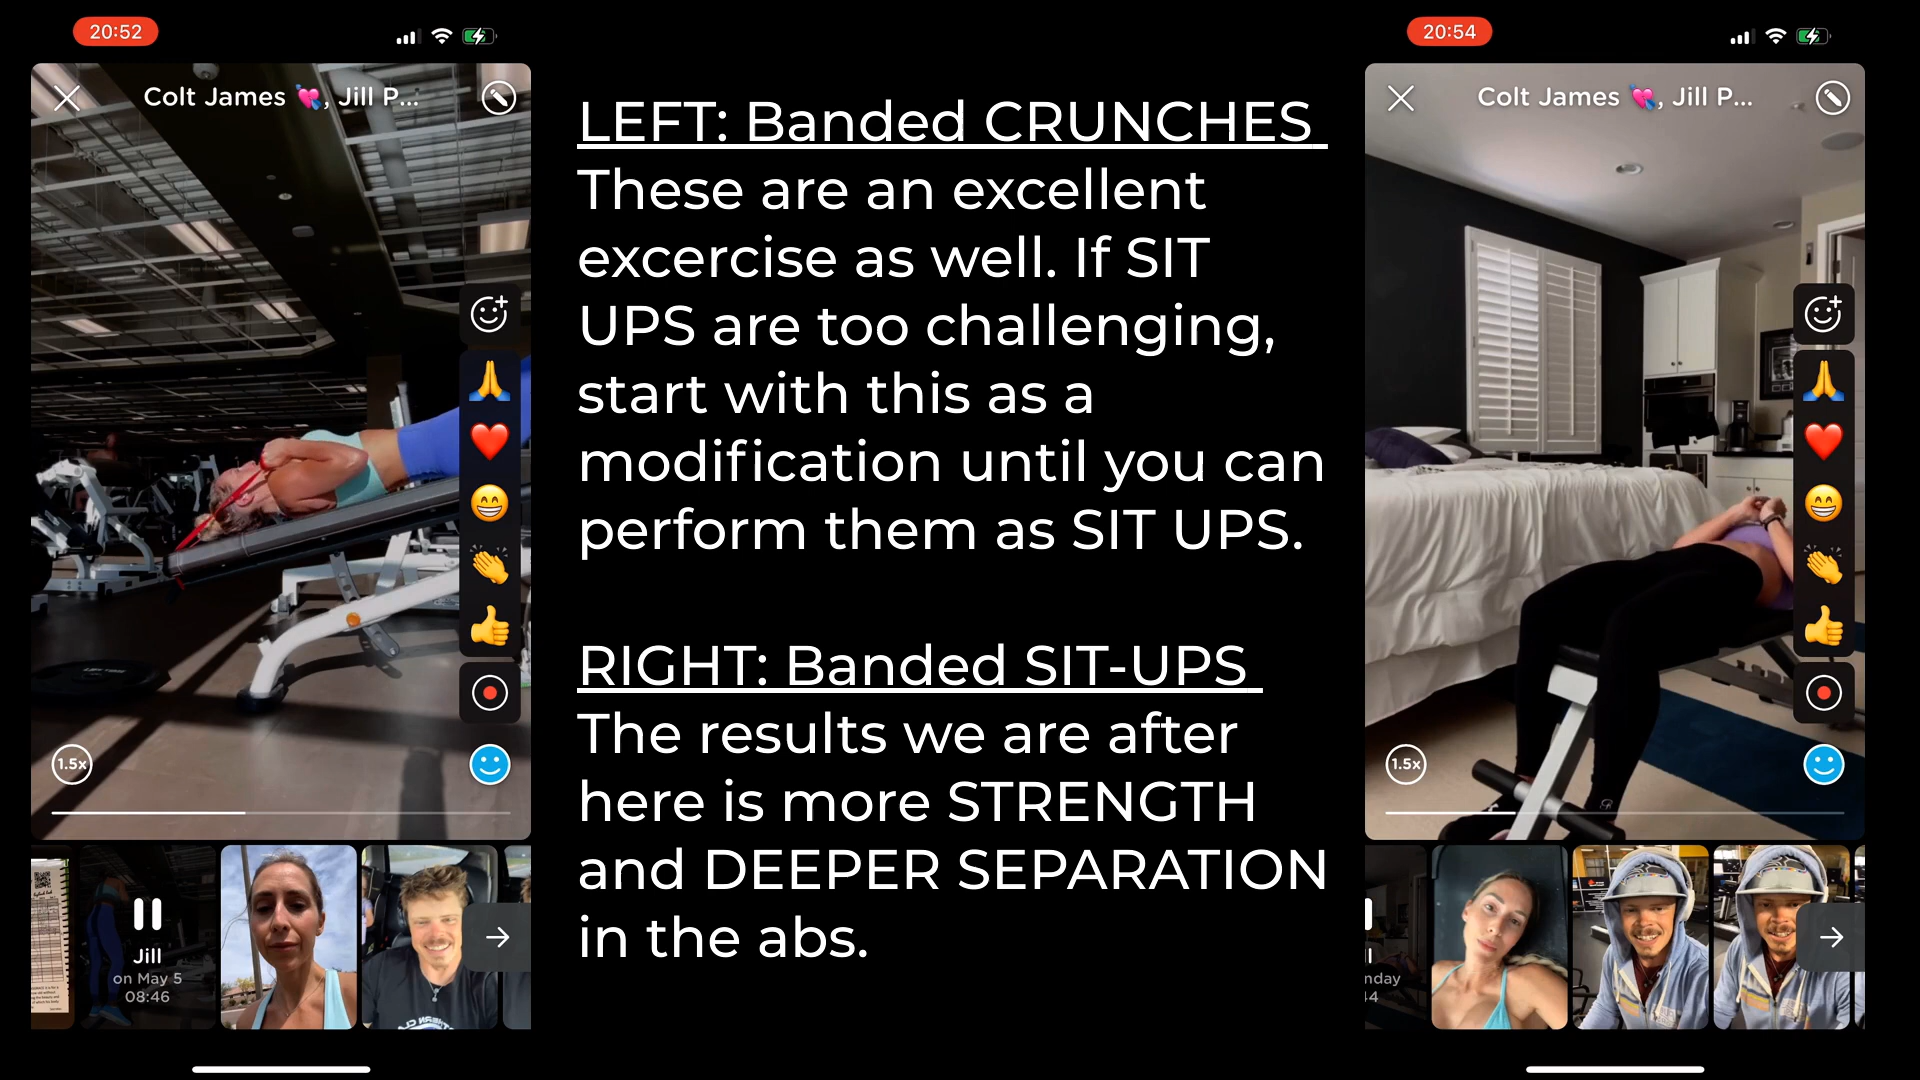 20:52
Colt James 💘, Jill P...
1.5x
Jill
on May 5
08:46
LEFT: Banded CRUNCHES
These are an excellent
excercise as well. If SIT
UPS are too challenging,
start with this as a
modification until you can
perform them as SIT UPS.
RIGHT: Banded SIT-UPS
The results we are after
here is more STRENGTH
and DEEPER SEPARATION
in the abs.
20:54
Colt James 💘, Jill P...
1.5x
nday